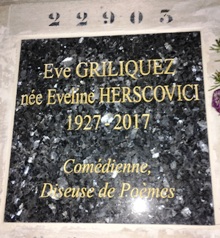 22903
Eve GRILIQUEZ
née Eveline HERSCOVICI
1927-2017
Comédienne,
Diseuse de Poèmes